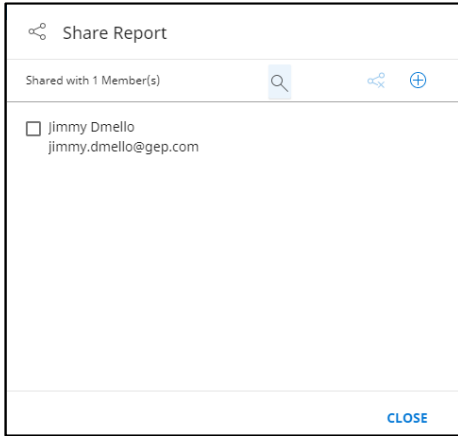 Share Report
Shared with 1 Member(s)
Jimmy Dmello
jimmy.dmello@gep.com
CLOSE